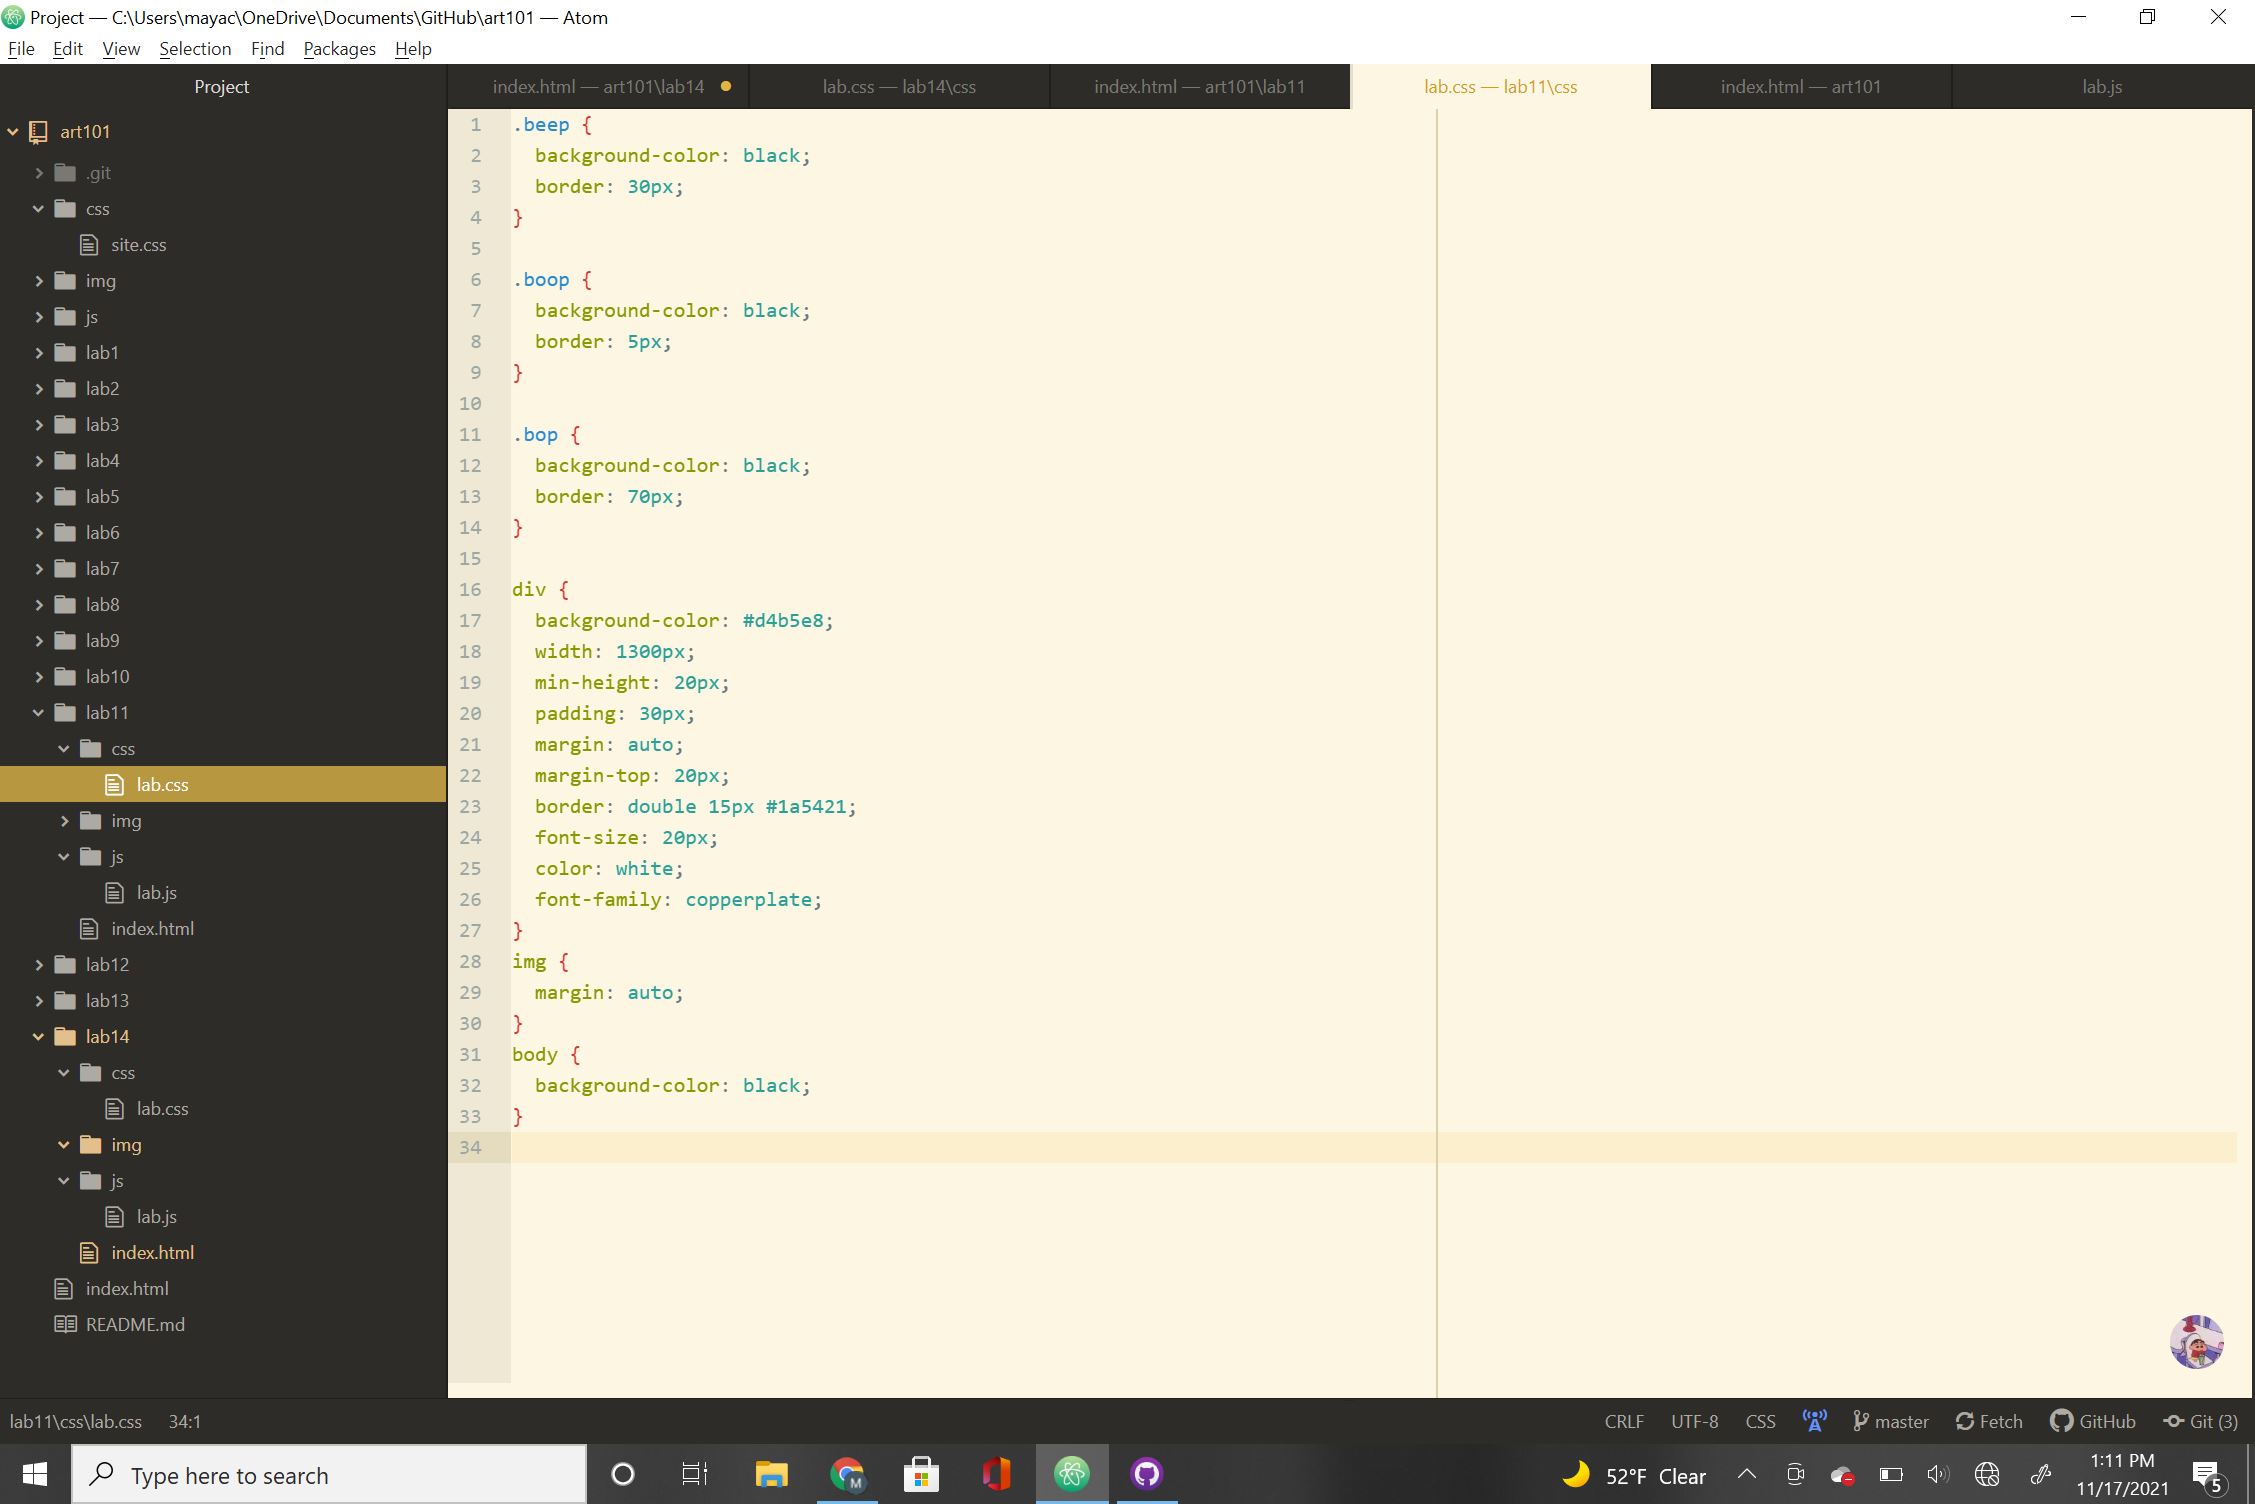 Project — C:\Users\mayac\OneDrive\Documents\GitHub\art101 — Atom
File Edit View Selection Find Packages Help
Project
index.html — art101\lab14
lab.css — lab14\css
index.html — art101\lab11
lab.css — lab11\css
index.html — art101
lab.js
art101
.git
css
site.css
img
js
lab1
lab2
lab3
lab4
lab5
lab6
lab7
lab8
lab9
lab10
lab11
css
lab.css
img
js
lab.js
index.html
lab12
lab13
lab14
css
lab.css
img
js
lab.js
index.html
index.html
README.md
1 .beep {
2   background-color: black;
3   border: 30px;
4 }
5
6 .boop {
7   background-color: black;
8   border: 5px;
9 }
10
11 .bop {
12   background-color: black;
13   border: 70px;
14 }
15
16 div {
17   background-color: #d4b5e8;
18   width: 1300px;
19   min-height: 20px;
20   padding: 30px;
21   margin: auto;
22   margin-top: 20px;
23   border: double 15px #1a5421;
24   font-size: 20px;
25   color: white;
26   font-family: copperplate;
27 }
28 img {
29   margin: auto;
30 }
31 body {
32   background-color: black;
33 }
34
lab11\css\lab.css 34:1
CRLF UTF-8 CSS master Fetch GitHub Git (3)
Type here to search
M
52°F Clear
1:11 PM
11/17/2021
5